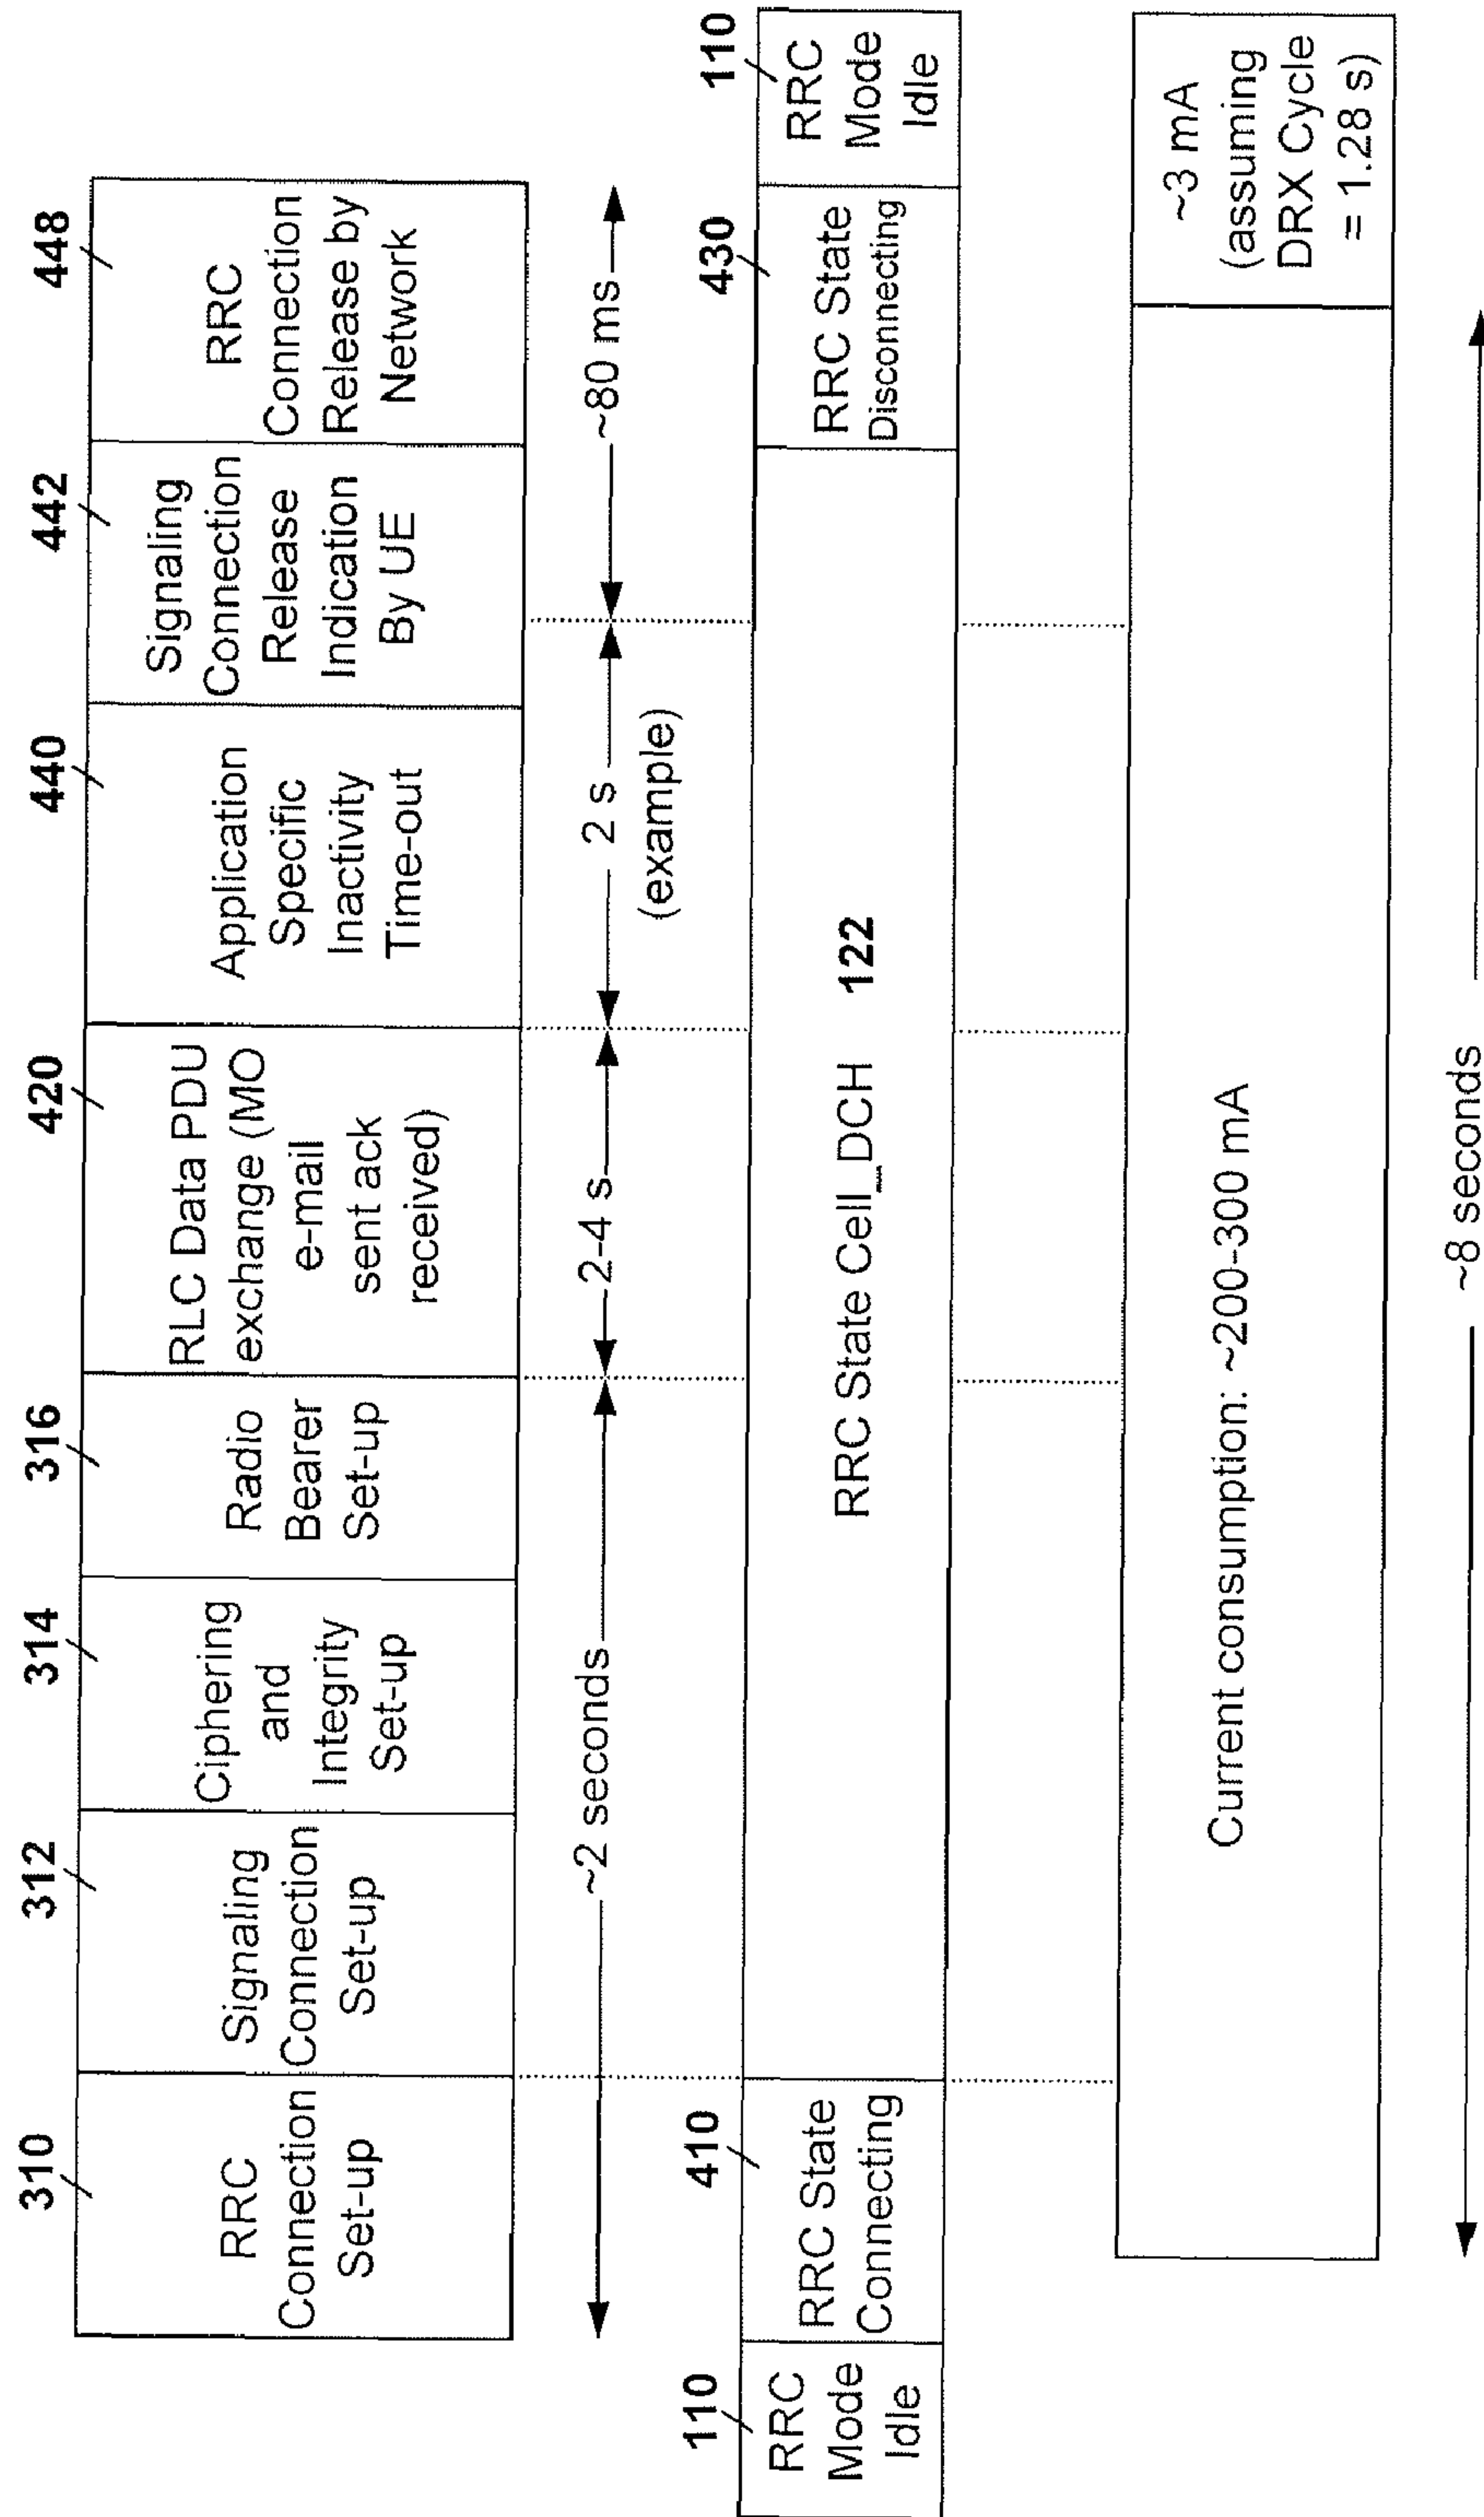 310
312
314
316
420
440
442
448
RRC
Connection
Set-up
Signaling
Connection
Set-up
Ciphering
and
Integrity
Set-up
Radio
Bearer
Set-up
RLC Data PDU
exchange (MO
e-mail
sent ack
received)
Application
Specific
Inactivity
Time-out
Signaling
Connection
Release
Indication
By UE
RRC
Connection
Release by
Network
~2 seconds
2-4 s
2 s
(example)
~80 ms
110
410
430
110
RRC
Mode
Idle
RRC State
Connecting
RRC State Cell_DCH 122
RRC State
Disconnecting
RRC
Mode
Idle
Current consumption: ~200-300 mA
~3 mA
(assuming
DRX Cycle
= 1.28 s)
~8 seconds